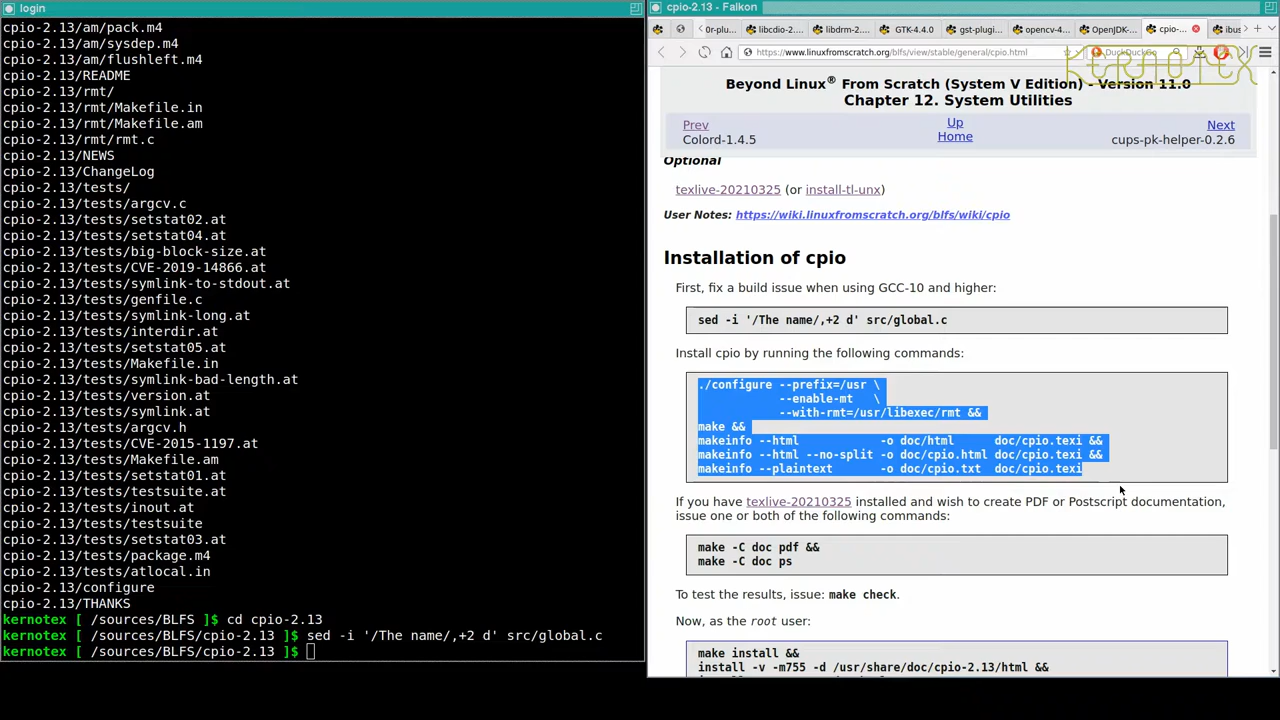 login
cpio-2.13/am/pack.m4
cpio-2.13/am/sysdep.m4
cpio-2.13/am/flushleft.m4
cpio-2.13/README
cpio-2.13/rmt/
cpio-2.13/rmt/Makefile.in
cpio-2.13/rmt/Makefile.am
cpio-2.13/rmt/rmt.c
cpio-2.13/NEWS
cpio-2.13/ChangeLog
cpio-2.13/tests/
cpio-2.13/tests/argcv.c
cpio-2.13/tests/setstat02.at
cpio-2.13/tests/setstat04.at
cpio-2.13/tests/big-block-size.at
cpio-2.13/tests/CVE-2019-14866.at
cpio-2.13/tests/symlink-to-stdout.at
cpio-2.13/tests/genfile.c
cpio-2.13/tests/symlink-long.at
cpio-2.13/tests/interdir.at
cpio-2.13/tests/setstat05.at
cpio-2.13/tests/Makefile.in
cpio-2.13/tests/symlink-bad-length.at
cpio-2.13/tests/version.at
cpio-2.13/tests/symlink.at
cpio-2.13/tests/argcv.h
cpio-2.13/tests/CVE-2015-1197.at
cpio-2.13/tests/Makefile.am
cpio-2.13/tests/setstat01.at
cpio-2.13/tests/testsuite.at
cpio-2.13/tests/inout.at
cpio-2.13/tests/testsuite
cpio-2.13/tests/setstat03.at
cpio-2.13/tests/package.m4
cpio-2.13/tests/atlocal.in
cpio-2.13/configure
cpio-2.13/THANKS
kernotex [ /sources/BLFS ]$ cd cpio-2.13
kernotex [ /sources/BLFS/cpio-2.13 ]$ sed -i '/The name/,+2 d' src/global.c
kernotex [ /sources/BLFS/cpio-2.13 ]$
cpio-2.13 - Falkon
0r-plu... libcdio-2... libdrm-2... GTK-4.4.0 gst-plugi... opencv-4... OpenJDK-... cpio-... ibus
https://www.linuxfromscratch.org/blfs/view/stable/general/cpio.html DuckDuckGo
KERNOTEX
Beyond Linux® From Scratch (System V Edition) - Version 11.0
Chapter 12. System Utilities
Prev Up Next
Colord-1.4.5 Home cups-pk-helper-0.2.6
Optional
texlive-20210325 (or install-tl-unx)
User Notes: https://wiki.linuxfromscratch.org/blfs/wiki/cpio
Installation of cpio
First, fix a build issue when using GCC-10 and higher:
sed -i '/The name/,+2 d' src/global.c
Install cpio by running the following commands:
./configure --prefix=/usr \
--enable-mt \
--with-rmt=/usr/libexec/rmt &&
make &&
makeinfo --html -o doc/html doc/cpio.texi &&
makeinfo --html --no-split -o doc/cpio.html doc/cpio.texi &&
makeinfo --plaintext -o doc/cpio.txt doc/cpio.texi
If you have texlive-20210325 installed and wish to create PDF or Postscript documentation,
issue one or both of the following commands:
make -C doc pdf &&
make -C doc ps
To test the results, issue: make check.
Now, as the root user:
make install &&
install -v -m755 -d /usr/share/doc/cpio-2.13/html &&